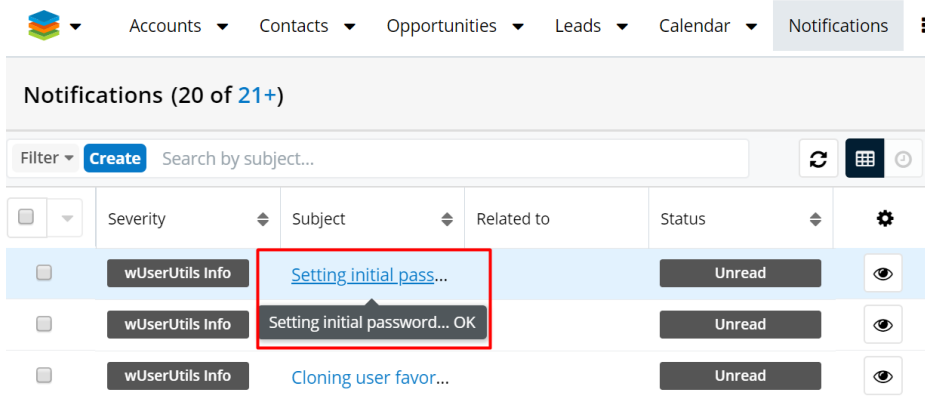 Accounts Contacts Opportunities Leads Calendar Notifications
Notifications (20 of 21+)
Filter Create Search by subject...
Severity Subject Related to Status
wUserUtils Info Setting initial pass... Unread
wUserUtils Info Setting initial password... OK Unread
wUserUtils Info Cloning user favor... Unread